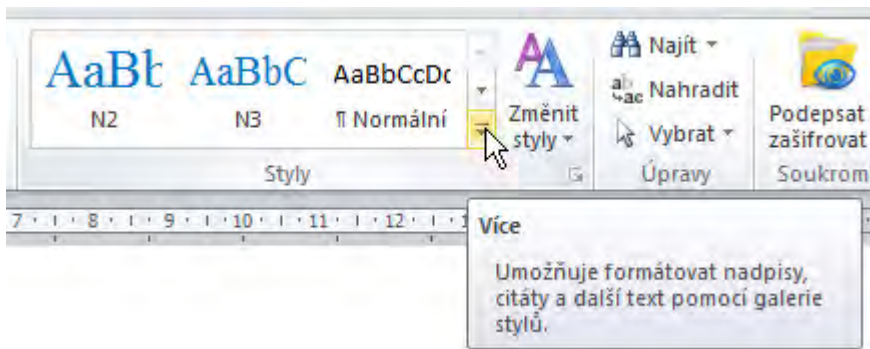 AaBb AaBbC AaBbCcDc
N2 N3 ¶ Normální
Změnit
styly
Najít
Nahradit
Vybrat
Podepsat
zašifrovat
Styly
Úpravy
Soukrom
7 8 9 10 11 12
Více
Umožňuje formátovat nadpisy,
citáty a další text pomocí galerie
stylů.